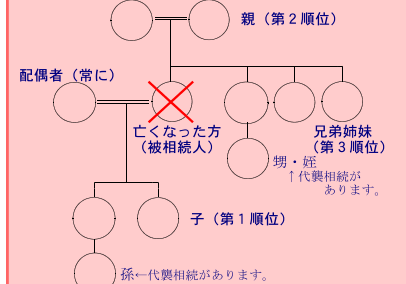 親（第２順位）
配偶者（常に）
亡くなった方
（被相続人）
兄弟姉妹
（第３順位）
甥・姪
↑代襲相続が
あります。
子（第１順位）
孫←代襲相続があります。